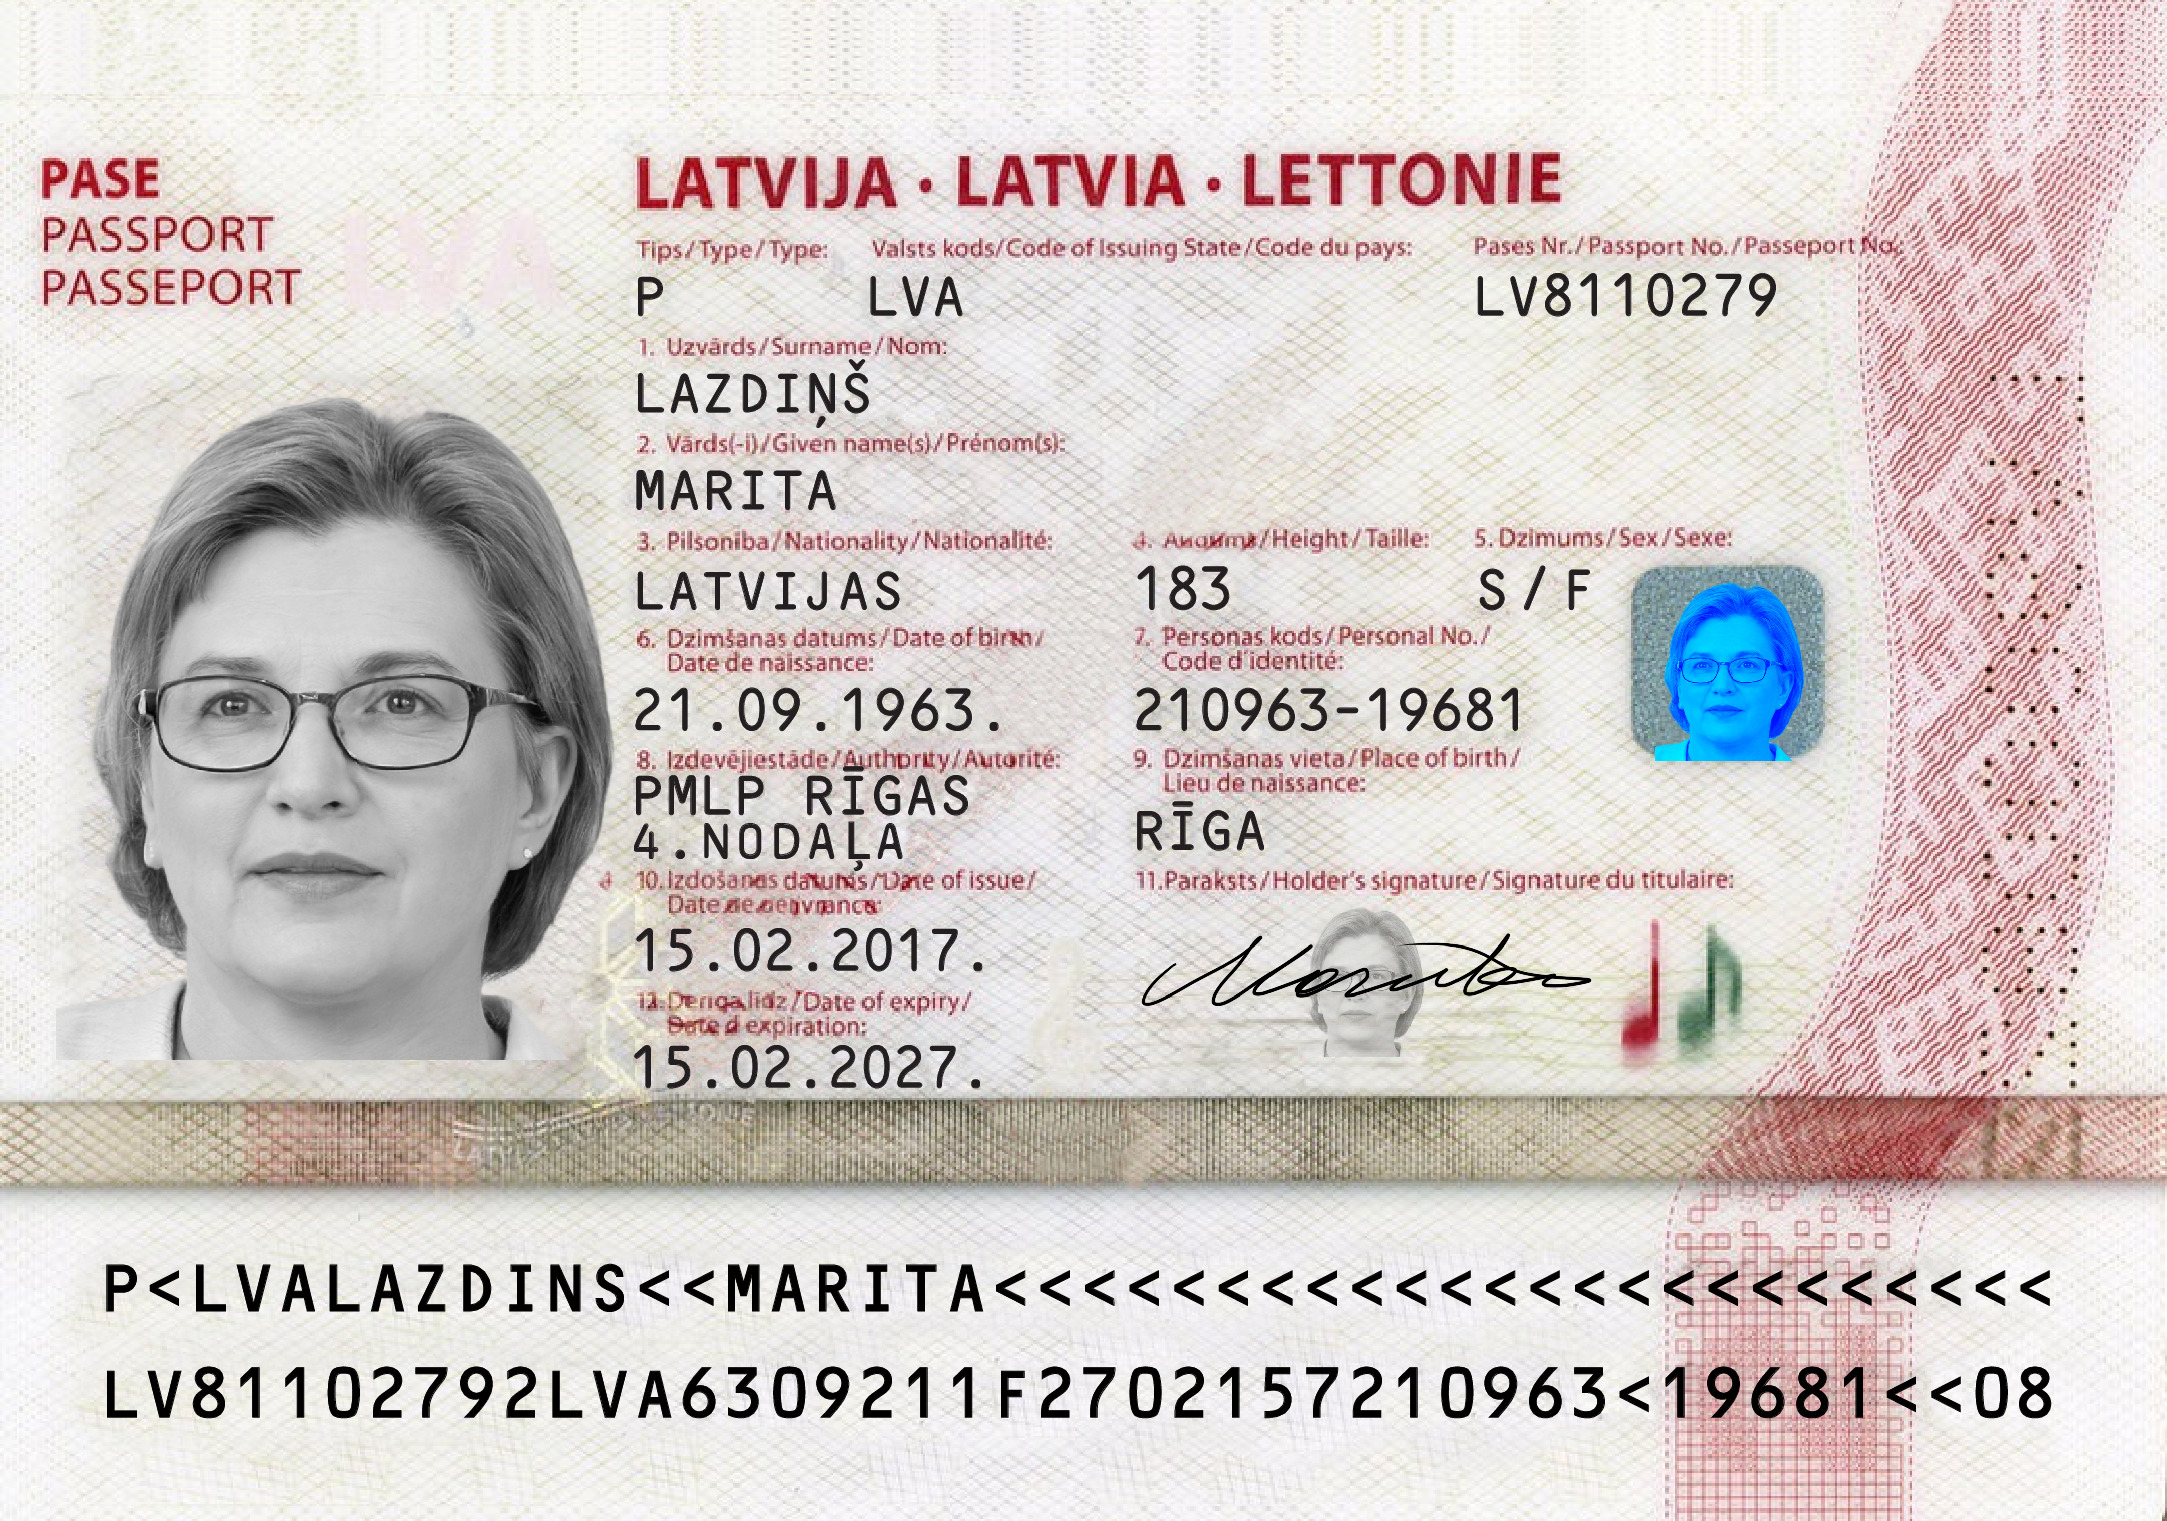 PASE
PASSPORT
PASSEPORT
LVA
LATVIJA · LATVIA · LETTONIE
Tips/Type/Type: Valsts kods/Code of Issuing State/Code du pays: Pases Nr./Passport No./Passeport No.:
P LVA LV8110279
1. Uzvārds/Surname/Nom:
LAZDIŅŠ
2. Vārds(-i)/Given name(s)/Prénom(s):
MARITA
3. Pilsonība/Nationality/Nationalité: 4. Augums/Height/Taille: 5. Dzimums/Sex/Sexe:
LATVIJAS 183 S/F
6. Dzimšanas datums/Date of birth/ 7. Personas kods/Personal No./
Date de naissance: Code d'identité:
21.09.1963. 210963-19681
8. Izdevējiestāde/Authority/Autorité: 9. Dzimšanas vieta/Place of birth/
Lieu de naissance:
PMLP RĪGAS
4.NODAĻA
RĪGA
10. Izdošanas datums/Date of issue/ 11. Paraksts/Holder's signature/Signature du titulaire:
Date de
15.02.2017.
12. Derīga līdz/Date of expiry/
Date d'expiration:
15.02.2027.
P<LVALAZDINS<<MARITA<<<<<<<<<<<<<<<<<<<<<<<<
LV81102792LVA6309211F2702157210963<19681<<08